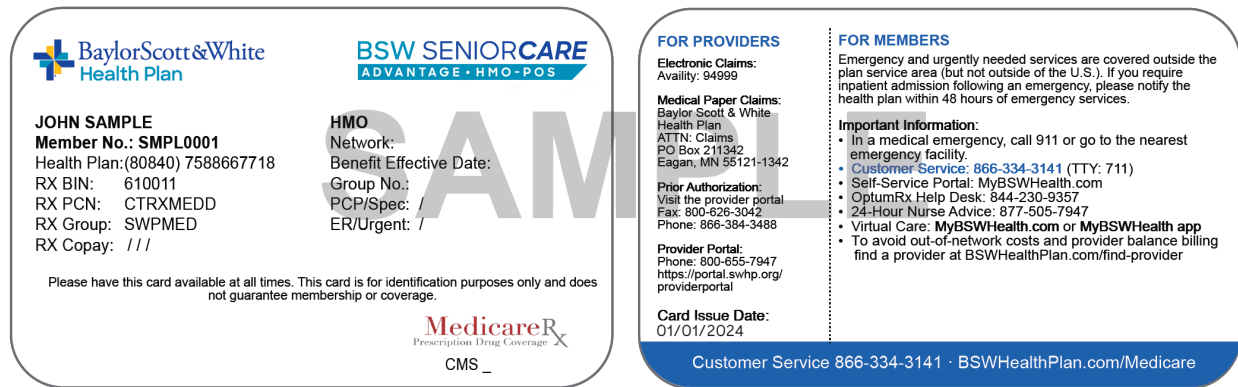 BaylorScott&White
Health Plan
BSW SENIORCARE
ADVANTAGE • HMO-POS
JOHN SAMPLE
Member No.: SMPL0001
Health Plan:(80840) 7588667718
RX BIN: 610011
RX PCN: CTRXMEDD
RX Group: SWPMED
RX Copay: / / /
HMO
Network:
Benefit Effective Date:
Group No.:
PCP/Spec: /
ER/Urgent: /
Please have this card available at all times. This card is for identification purposes only and does
not guarantee membership or coverage.
MedicareRx
Prescription Drug Coverage
CMS _
SAMPLE
FOR PROVIDERS
Electronic Claims:
Availity: 94999
Medical Paper Claims:
Baylor Scott & White
Health Plan
ATTN: Claims
PO Box 211342
Eagan, MN 55121-1342
Prior Authorization:
Visit the provider portal
Fax: 800-626-3042
Phone: 866-384-3488
Provider Portal:
Phone: 800-655-7947
https://portal.swhp.org/
providerportal
Card Issue Date:
01/01/2024
FOR MEMBERS
Emergency and urgently needed services are covered outside the
plan service area (but not outside of the U.S.). If you require
inpatient admission following an emergency, please notify the
health plan within 48 hours of emergency services.
Important Information:
• In a medical emergency, call 911 or go to the nearest
emergency facility.
• Customer Service: 866-334-3141 (TTY: 711)
• Self-Service Portal: MyBSWHealth.com
• OptumRx Help Desk: 844-230-9357
• 24-Hour Nurse Advice: 877-505-7947
• Virtual Care: MyBSWHealth.com or MyBSWHealth app
• To avoid out-of-network costs and provider balance billing
find a provider at BSWHealthPlan.com/find-provider
Customer Service 866-334-3141 · BSWHealthPlan.com/Medicare